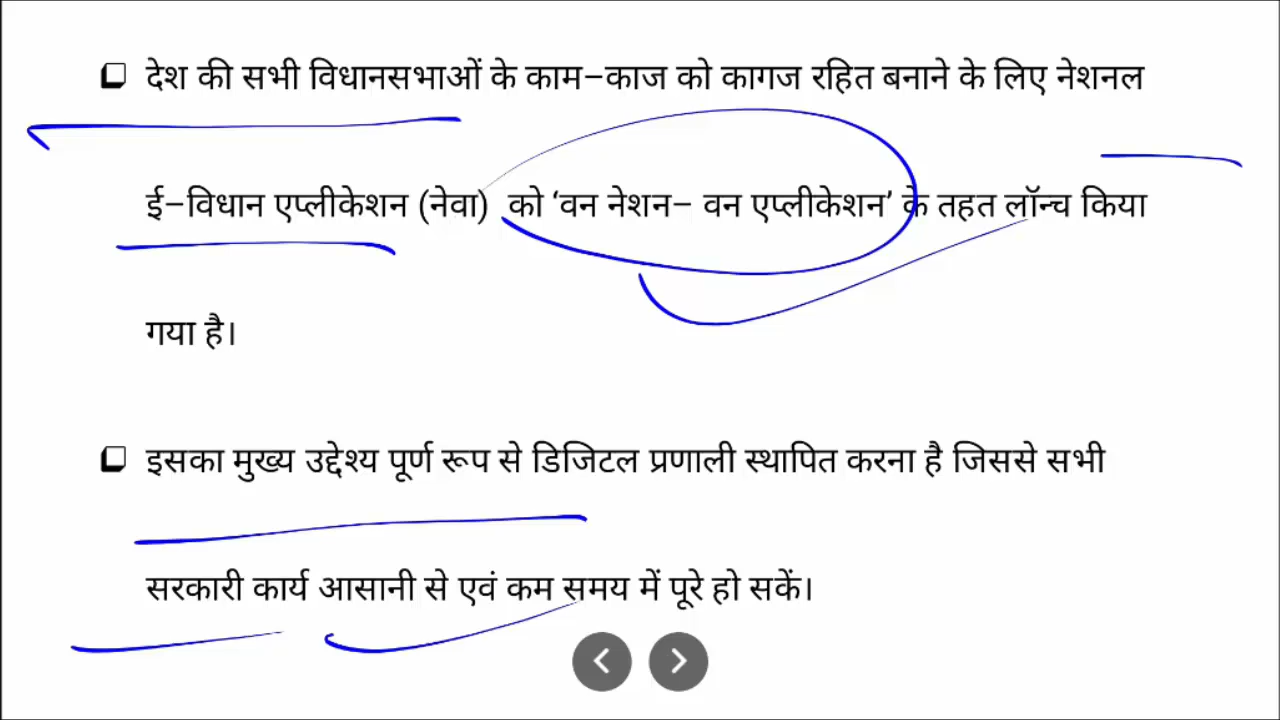 देश की सभी विधानसभाओं के काम–काज को कागज रहित बनाने के लिए नेशनल
ई–विधान एप्लीकेशन (नेवा) को ‘वन नेशन– वन एप्लीकेशन’ के तहत लॉन्च किया
गया है।
इसका मुख्य उद्देश्य पूर्ण रूप से डिजिटल प्रणाली स्थापित करना है जिससे सभी
सरकारी कार्य आसानी से एवं कम समय में पूरे हो सकें।